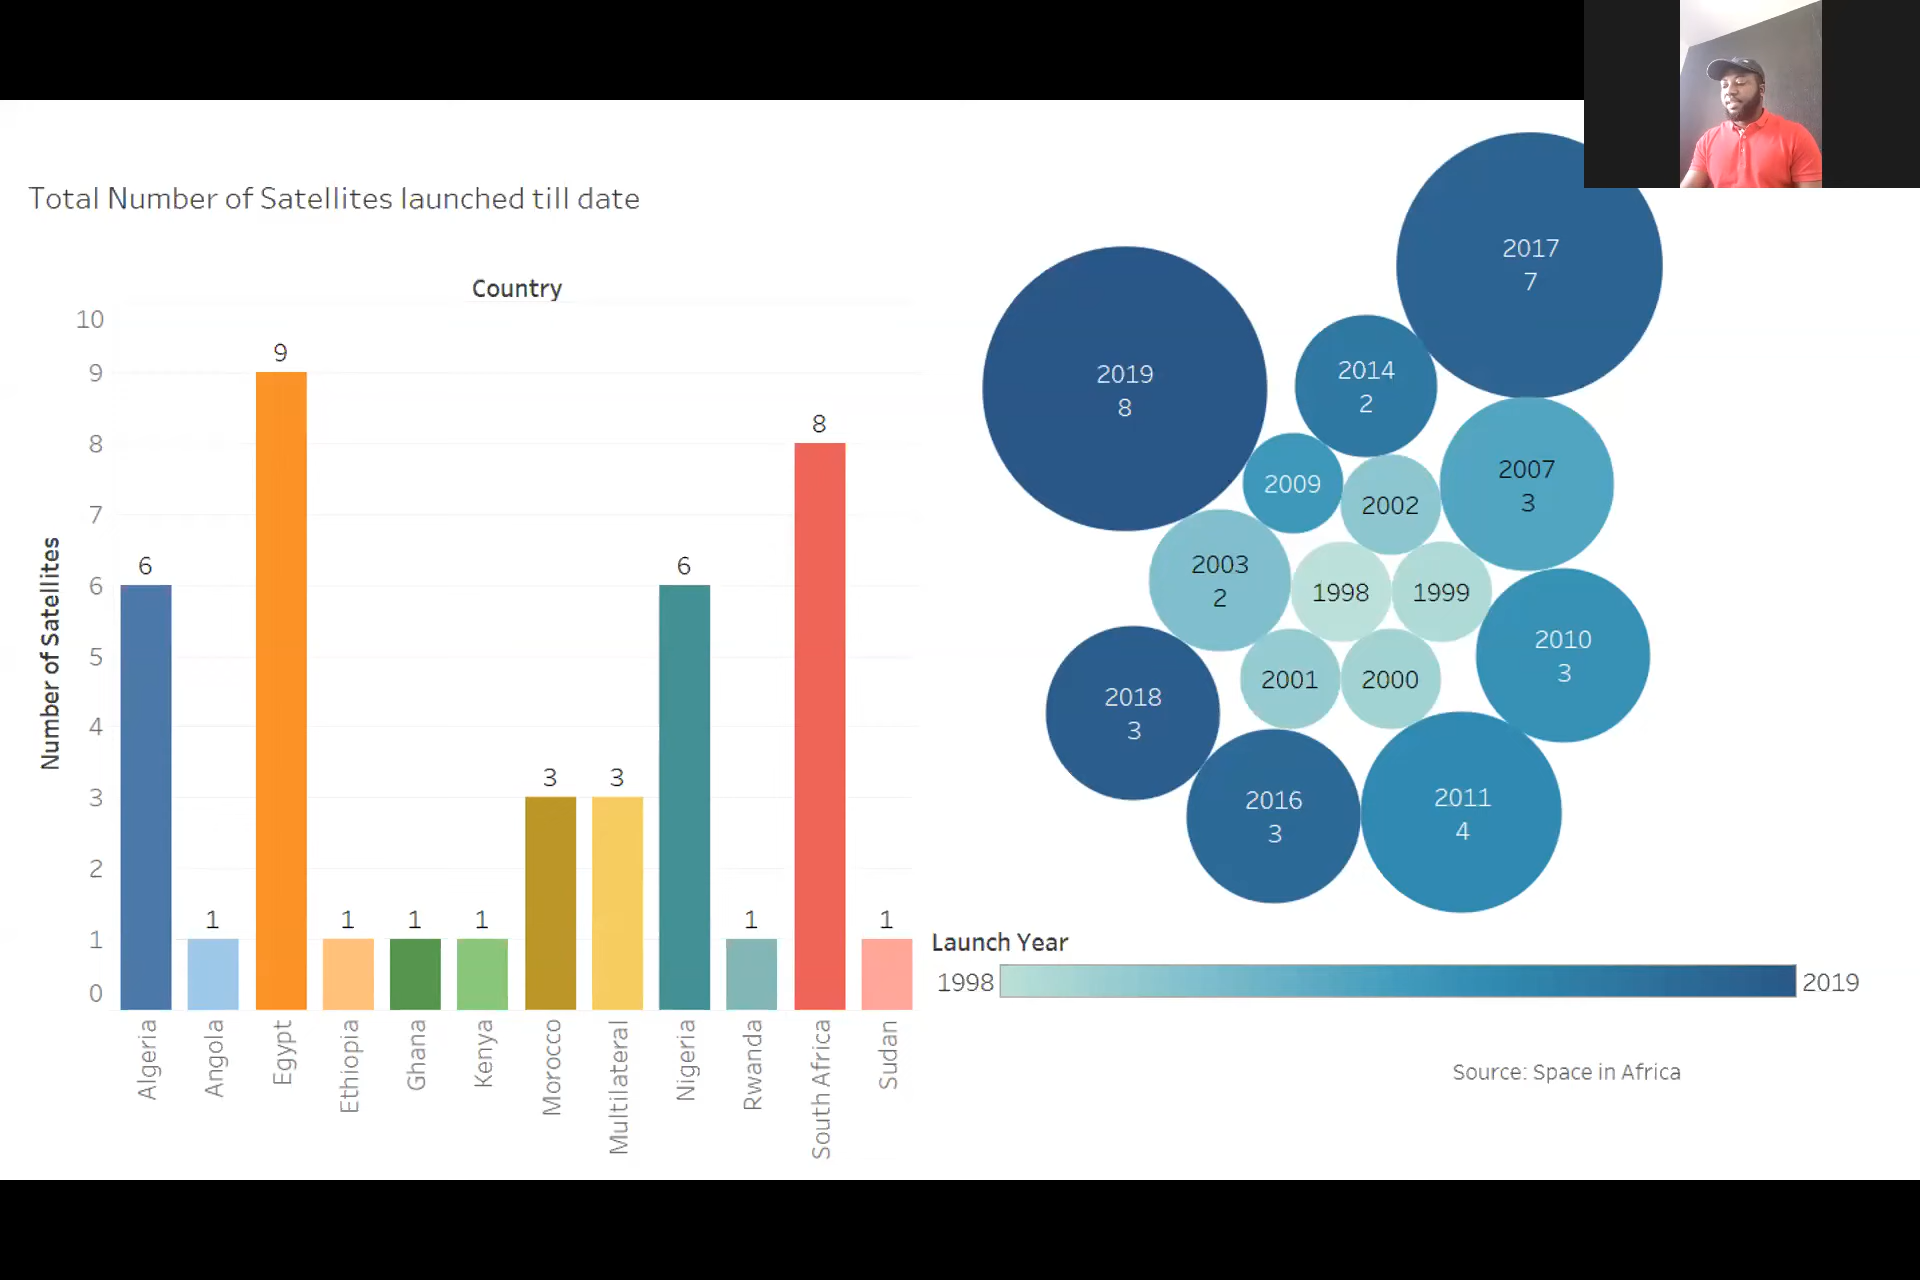 Total Number of Satellites launched till date
Country
Number of Satellites
10
9
8
7
6
5
4
3
2
1
0
6
1
9
1
1
1
3
3
6
1
8
1
Algeria
Angola
Egypt
Ethiopia
Ghana
Kenya
Morocco
Multilateral
Nigeria
Rwanda
South Africa
Sudan
2017
7
2019
8
2014
2
2007
3
2009
2002
2003
2
1998
1999
2010
3
2001
2000
2018
3
2016
3
2011
4
Launch Year
1998
2019
Source: Space in Africa